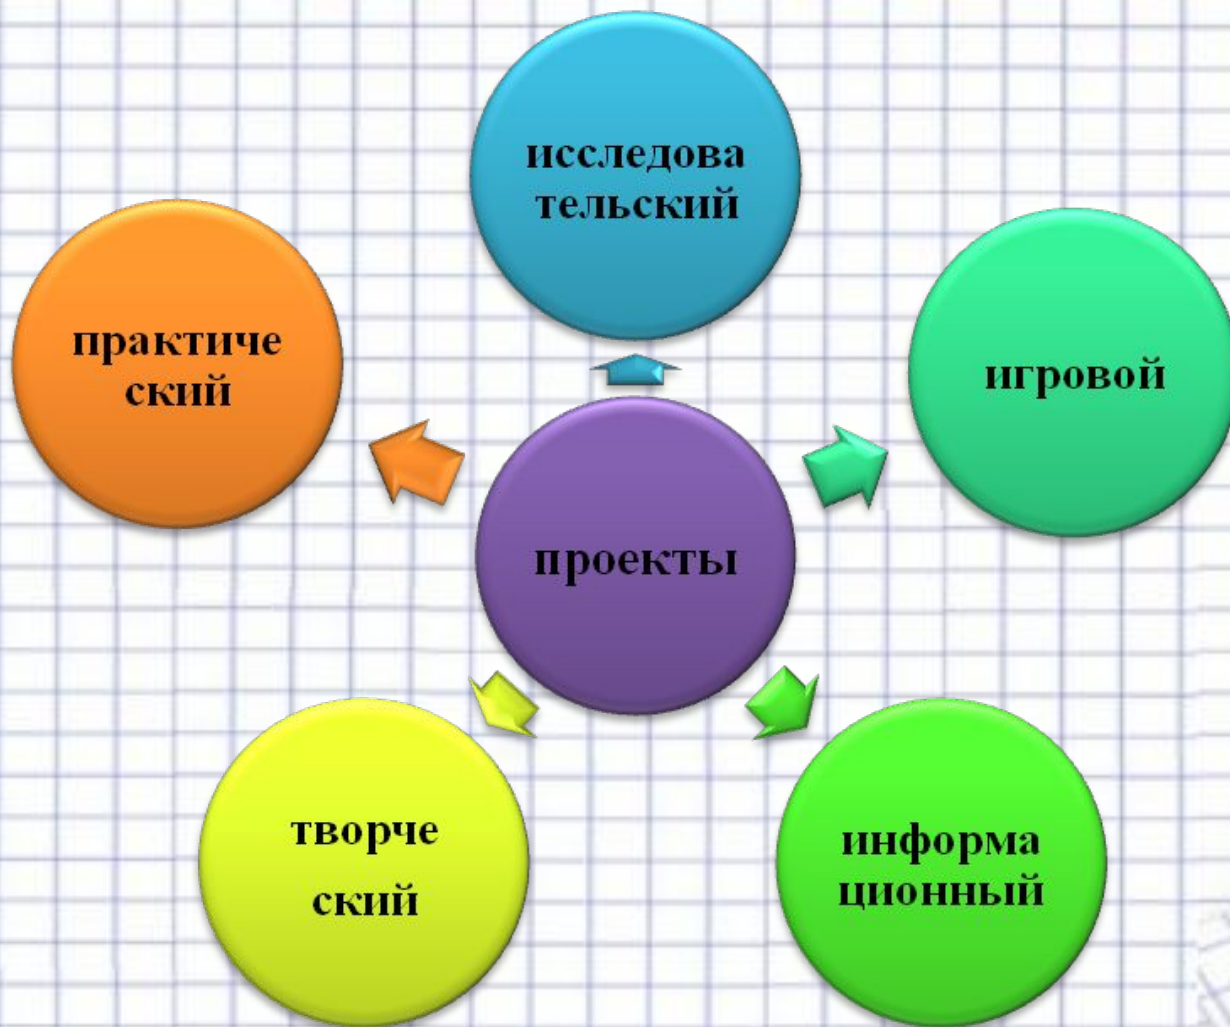 исследова
тельский
практиче
ский
игровой
проекты
творче
ский
информа
ционный